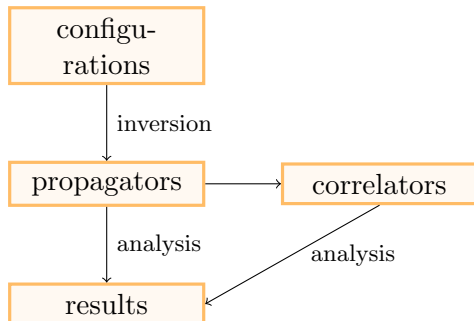 configu-
rations
inversion
propagators
correlators
analysis
analysis
results